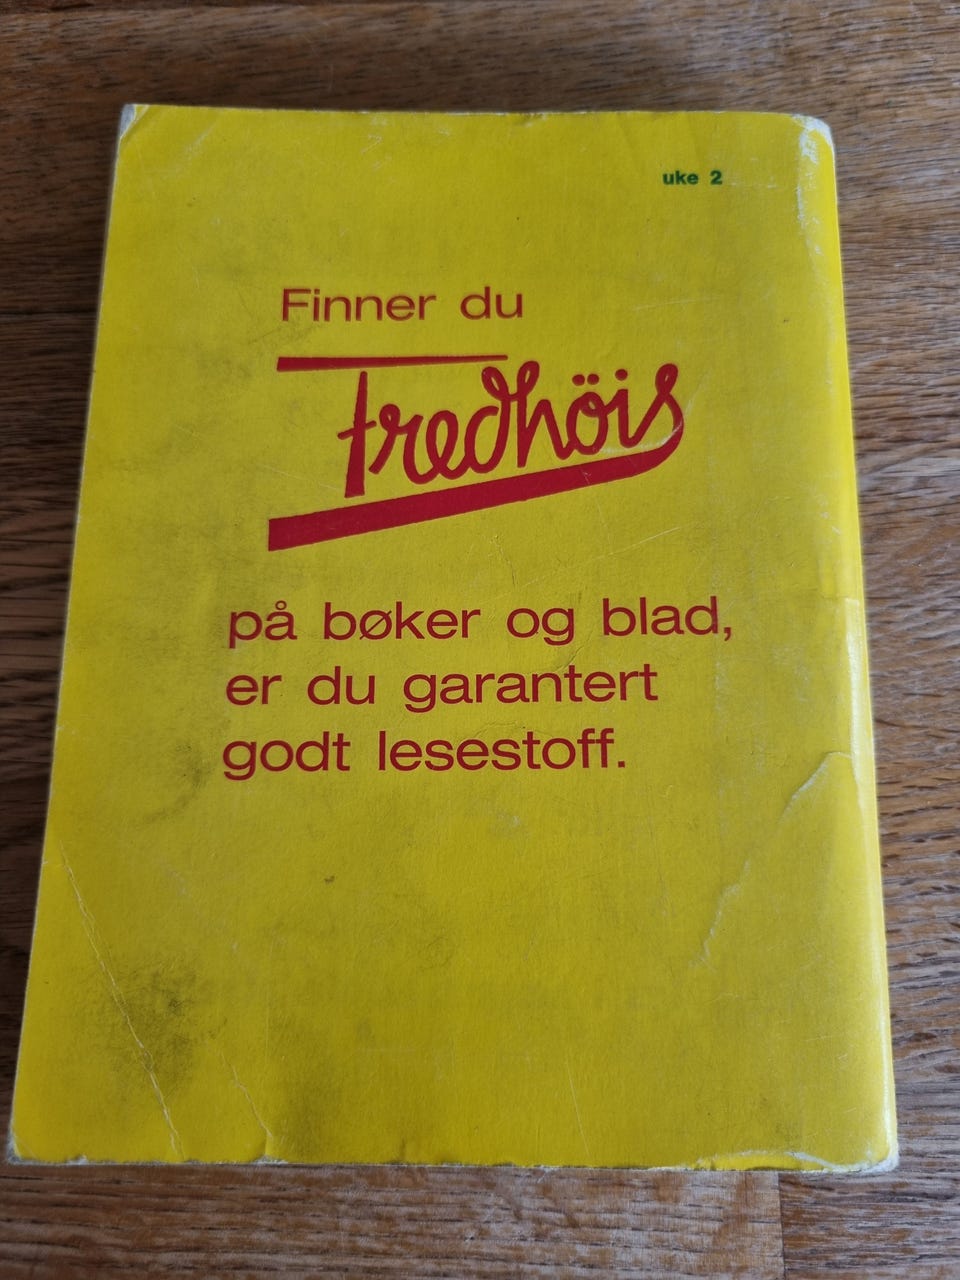 uke 2
Finner du
Fredhöis
på bøker og blad,
er du garantert
godt lesestoff.